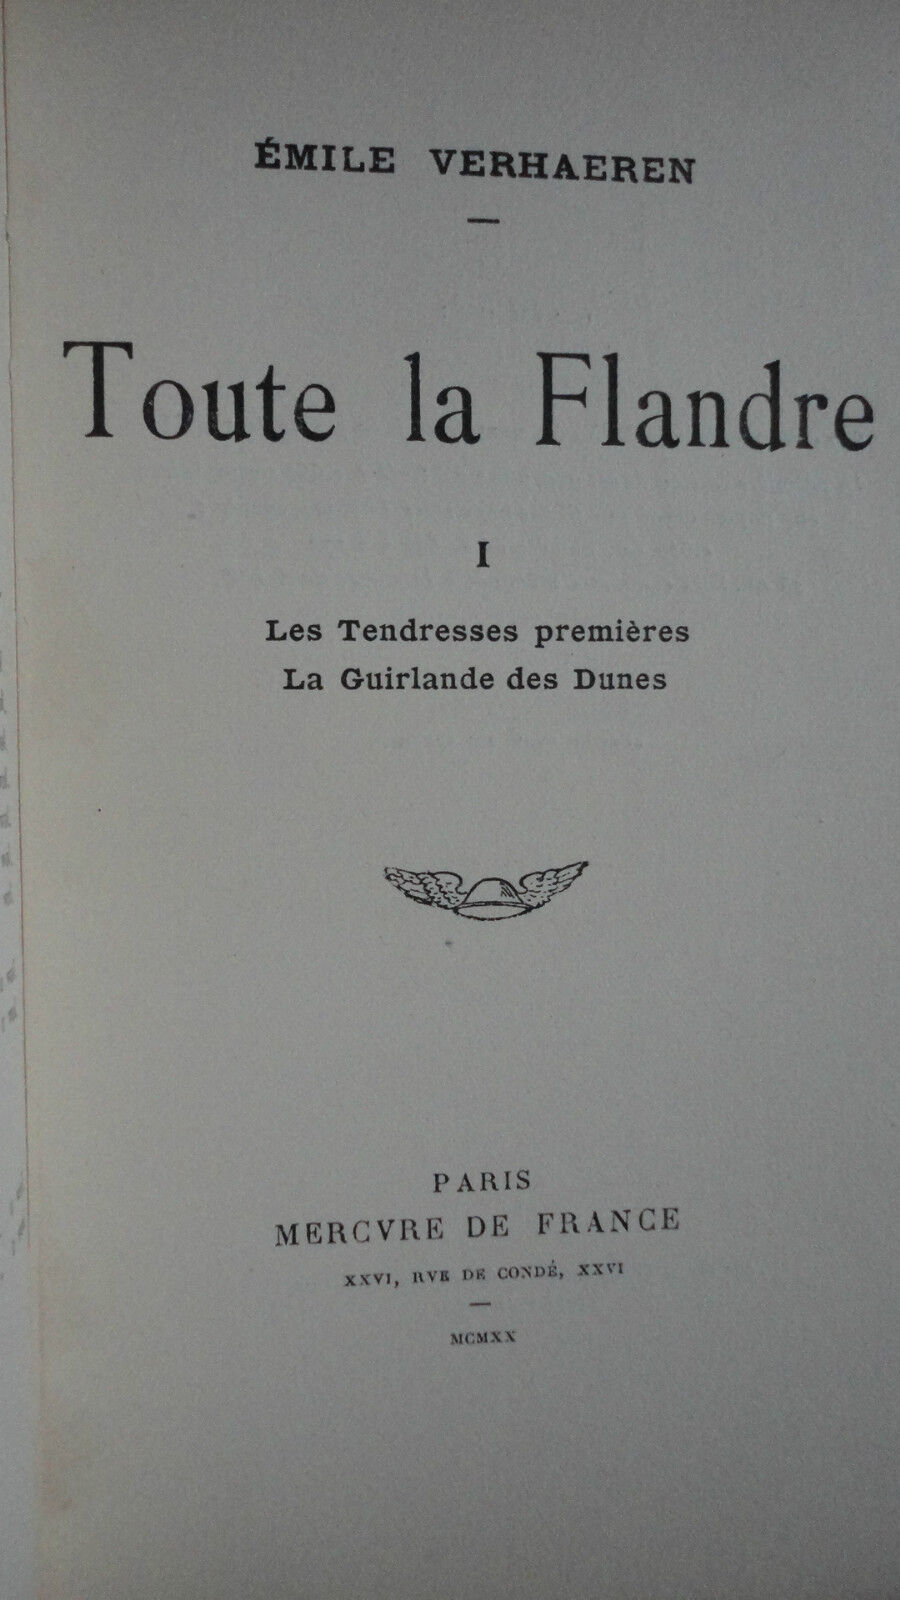 ÉMILE VERHAEREN
Toute la Flandre
I
Les Tendresses premières
La Guirlande des Dunes
PARIS
MERCVRE DE FRANCE
XXVI, RVE DE CONDÉ, XXVI
MCMXX